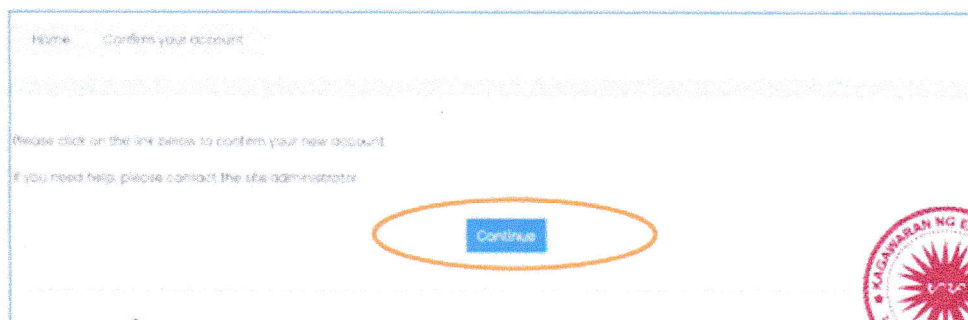 Home Confirm your account
Please click on the link below to confirm your new account
If you need help, please contact the site administrator
Continue
KAGAWARAN NG